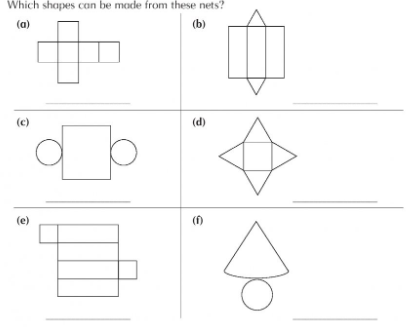 Which shapes can be made from these nets?
(a)
(b)
(c)
(d)
(e)
(f)